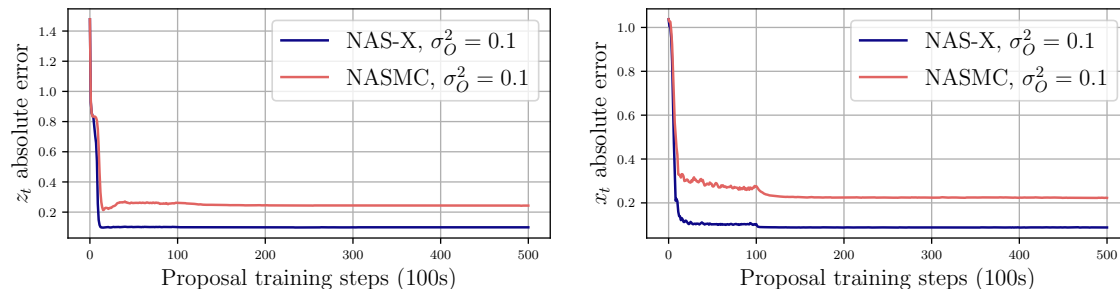 z_t absolute error
1.4
1.2
1.0
0.8
0.6
0.4
0.2
NAS-X, σ_O^2 = 0.1
NASMC, σ_O^2 = 0.1
0 100 200 300 400 500
Proposal training steps (100s)
x_t absolute error
1.0
0.8
0.6
0.4
0.2
NAS-X, σ_O^2 = 0.1
NASMC, σ_O^2 = 0.1
0 100 200 300 400 500
Proposal training steps (100s)